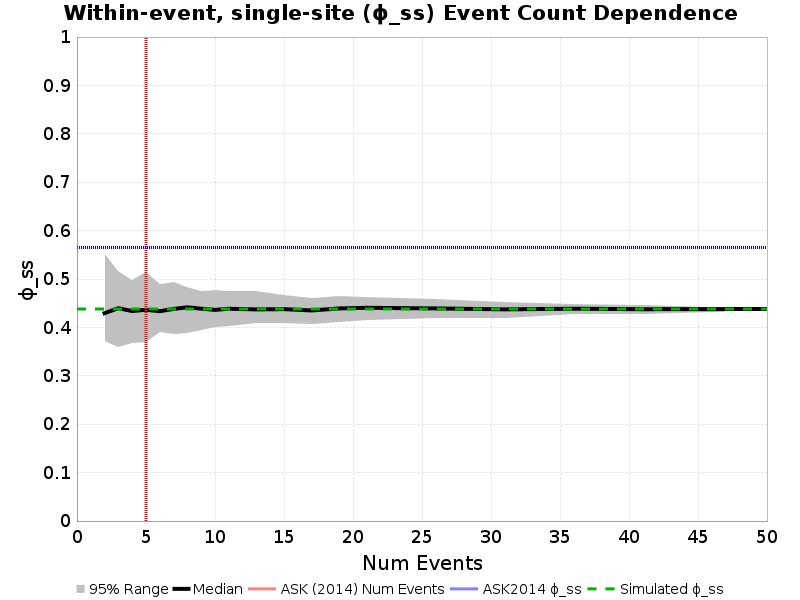 Within-event, single-site (ϕ_ss) Event Count Dependence
1
0.9
0.8
0.7
0.6
0.5
0.4
0.3
0.2
0.1
0
ϕ_ss
0 5 10 15 20 25 30 35 40 45 50
Num Events
95% Range Median ASK (2014) Num Events ASK2014 ϕ_ss Simulated ϕ_ss